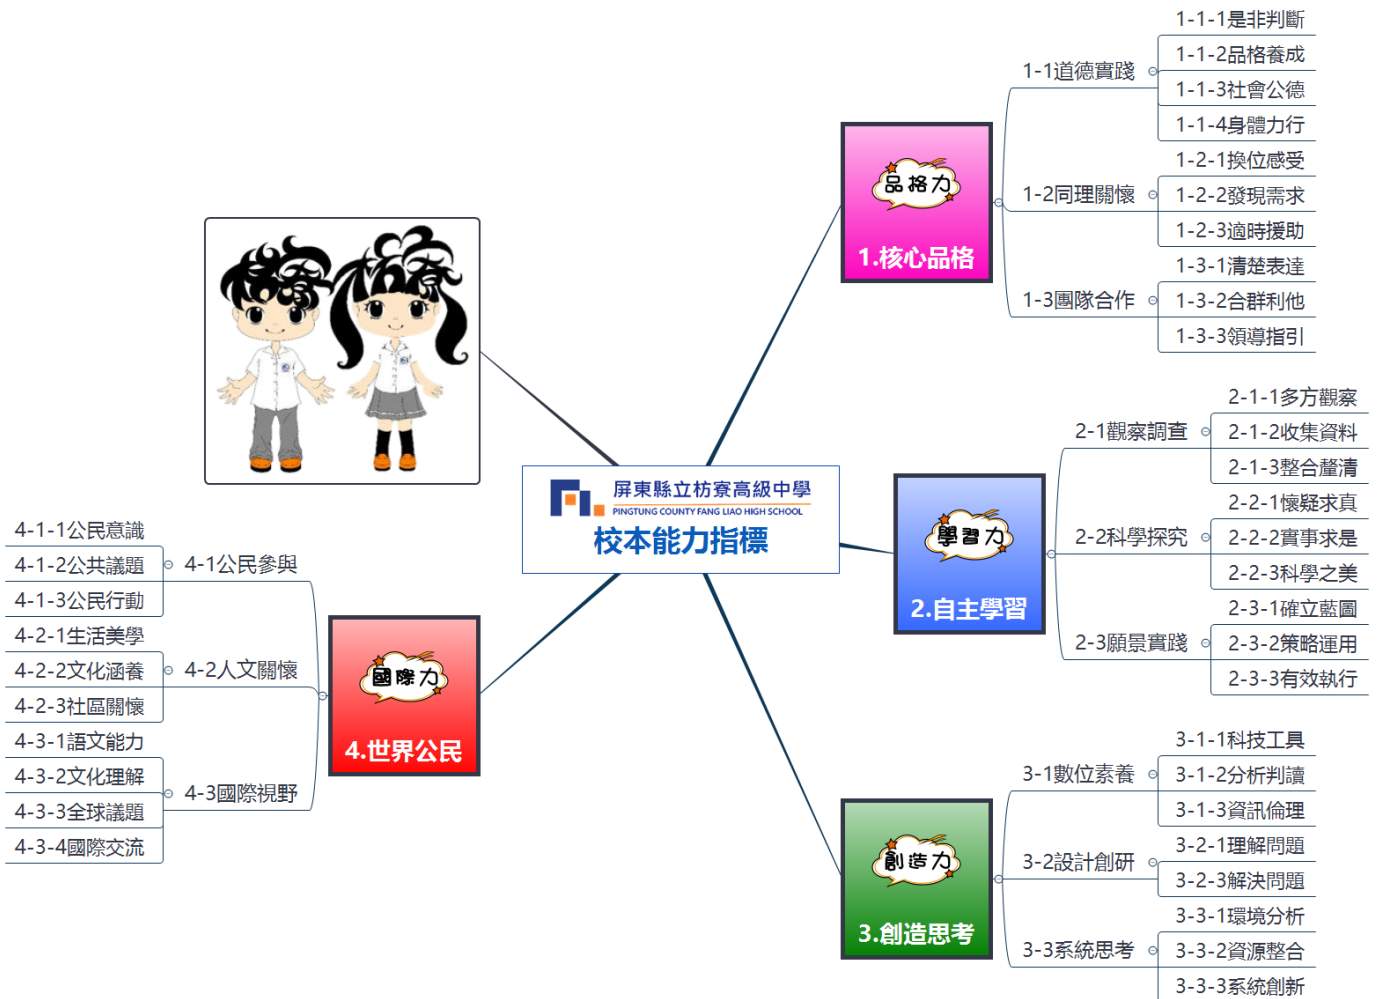 屏東縣立枋寮高級中學
PINGTUNG COUNTY FANG LIAO HIGH SCHOOL
校本能力指標
枋寮
品格力
1.核心品格
1-1道德實踐
1-1-1是非判斷
1-1-2品格養成
1-1-3社會公德
1-1-4身體力行
1-2同理關懷
1-2-1換位感受
1-2-2發現需求
1-2-3適時援助
1-3團隊合作
1-3-1清楚表達
1-3-2合群利他
1-3-3領導指引
學習力
2.自主學習
2-1觀察調查
2-1-1多方觀察
2-1-2收集資料
2-1-3整合釐清
2-2科學探究
2-2-1懷疑求真
2-2-2實事求是
2-2-3科學之美
2-3願景實踐
2-3-1確立藍圖
2-3-2策略運用
2-3-3有效執行
創造力
3.創造思考
3-1數位素養
3-1-1科技工具
3-1-2分析判讀
3-1-3資訊倫理
3-2設計創研
3-2-1理解問題
3-2-3解決問題
3-3系統思考
3-3-1環境分析
3-3-2資源整合
3-3-3系統創新
國際力
4.世界公民
4-1公民參與
4-1-1公民意識
4-1-2公共議題
4-1-3公民行動
4-2人文關懷
4-2-1生活美學
4-2-2文化涵養
4-2-3社區關懷
4-3國際視野
4-3-1語文能力
4-3-2文化理解
4-3-3全球議題
4-3-4國際交流